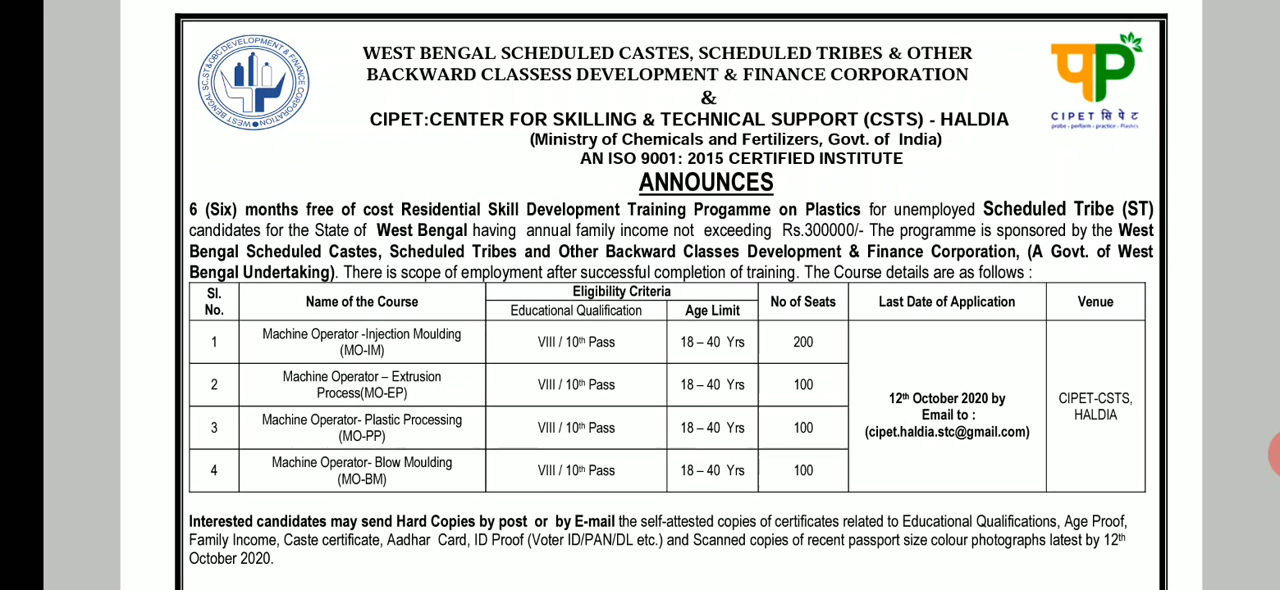 WEST BENGAL SCHEDULED CASTES, SCHEDULED TRIBES & OTHER
BACKWARD CLASSESS DEVELOPMENT & FINANCE CORPORATION
&
CIPET:CENTER FOR SKILLING & TECHNICAL SUPPORT (CSTS) - HALDIA
(Ministry of Chemicals and Fertilizers, Govt. of India)
AN ISO 9001: 2015 CERTIFIED INSTITUTE
WEST BENGAL SC.ST.& OBC DEVELOPMENT & FINANCE CORPORATION
CIPET सिपेट
probe - perform - practice - Plastics
ANNOUNCES
6 (Six) months free of cost Residential Skill Development Training Progamme on Plastics for unemployed Scheduled Tribe (ST)
candidates for the State of West Bengal having annual family income not exceeding Rs.300000/- The programme is sponsored by the West
Bengal Scheduled Castes, Scheduled Tribes and Other Backward Classes Development & Finance Corporation, (A Govt. of West
Bengal Undertaking). There is scope of employment after successful completion of training. The Course details are as follows :
Sl. No. Name of the Course Eligibility Criteria No of Seats Last Date of Application Venue
Educational Qualification Age Limit
1 Machine Operator -Injection Moulding (MO-IM) VIII / 10th Pass 18 – 40 Yrs 200
2 Machine Operator – Extrusion Process(MO-EP) VIII / 10th Pass 18 – 40 Yrs 100
3 Machine Operator- Plastic Processing (MO-PP) VIII / 10th Pass 18 – 40 Yrs 100
4 Machine Operator- Blow Moulding (MO-BM) VIII / 10th Pass 18 – 40 Yrs 100
12th October 2020 by
Email to :
(cipet.haldia.stc@gmail.com)
CIPET-CSTS,
HALDIA
Interested candidates may send Hard Copies by post or by E-mail the self-attested copies of certificates related to Educational Qualifications, Age Proof,
Family Income, Caste certificate, Aadhar Card, ID Proof (Voter ID/PAN/DL etc.) and Scanned copies of recent passport size colour photographs latest by 12th
October 2020.